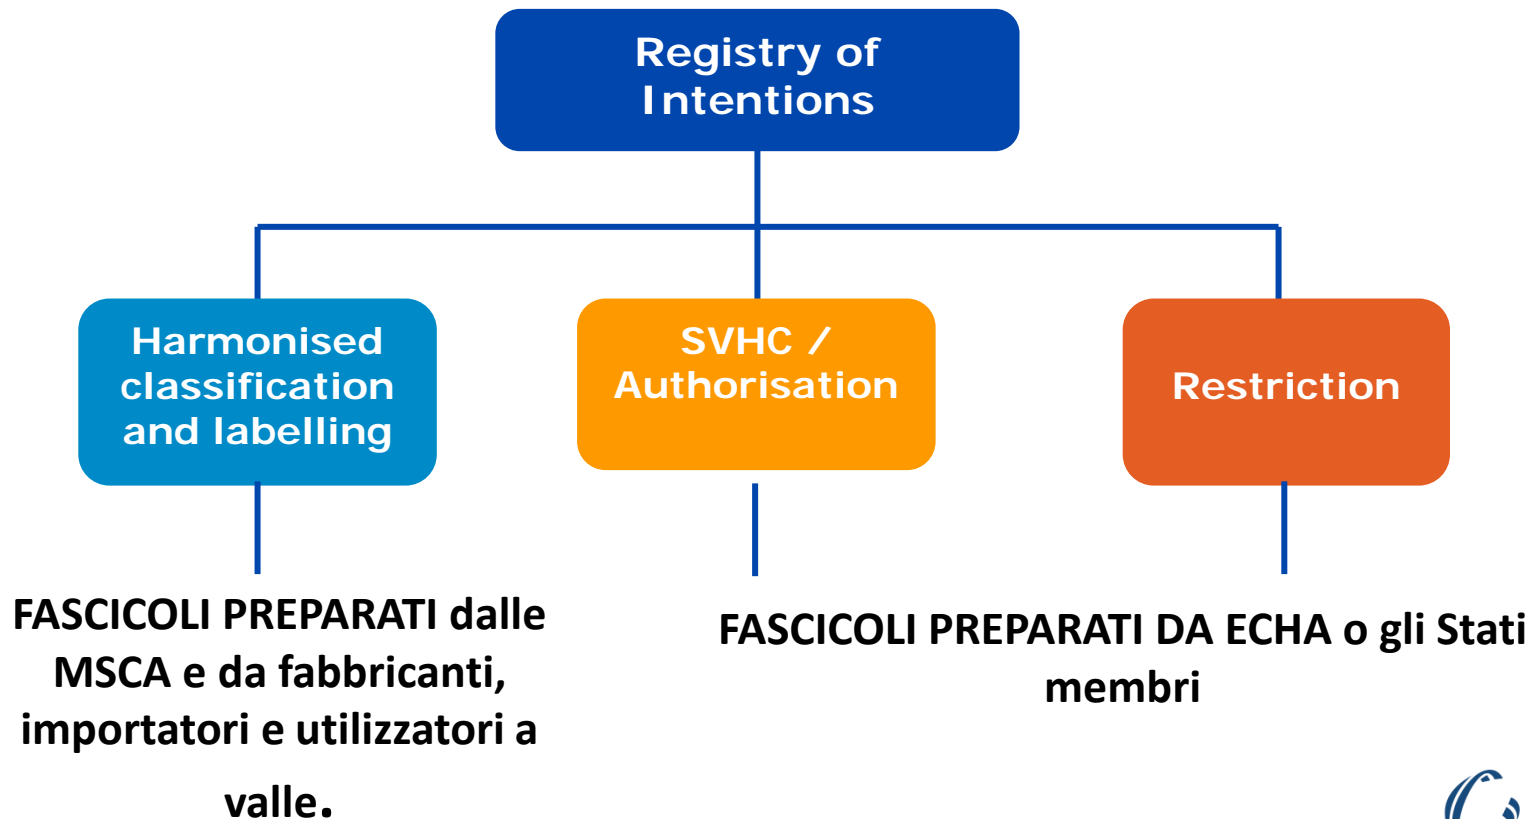 Registry of
Intentions
Harmonised
classification
and labelling
SVHC /
Authorisation
Restriction
FASCICOLI PREPARATI dalle
MSCA e da fabbricanti,
importatori e utilizzatori a
valle.
FASCICOLI PREPARATI DA ECHA o gli Stati
membri